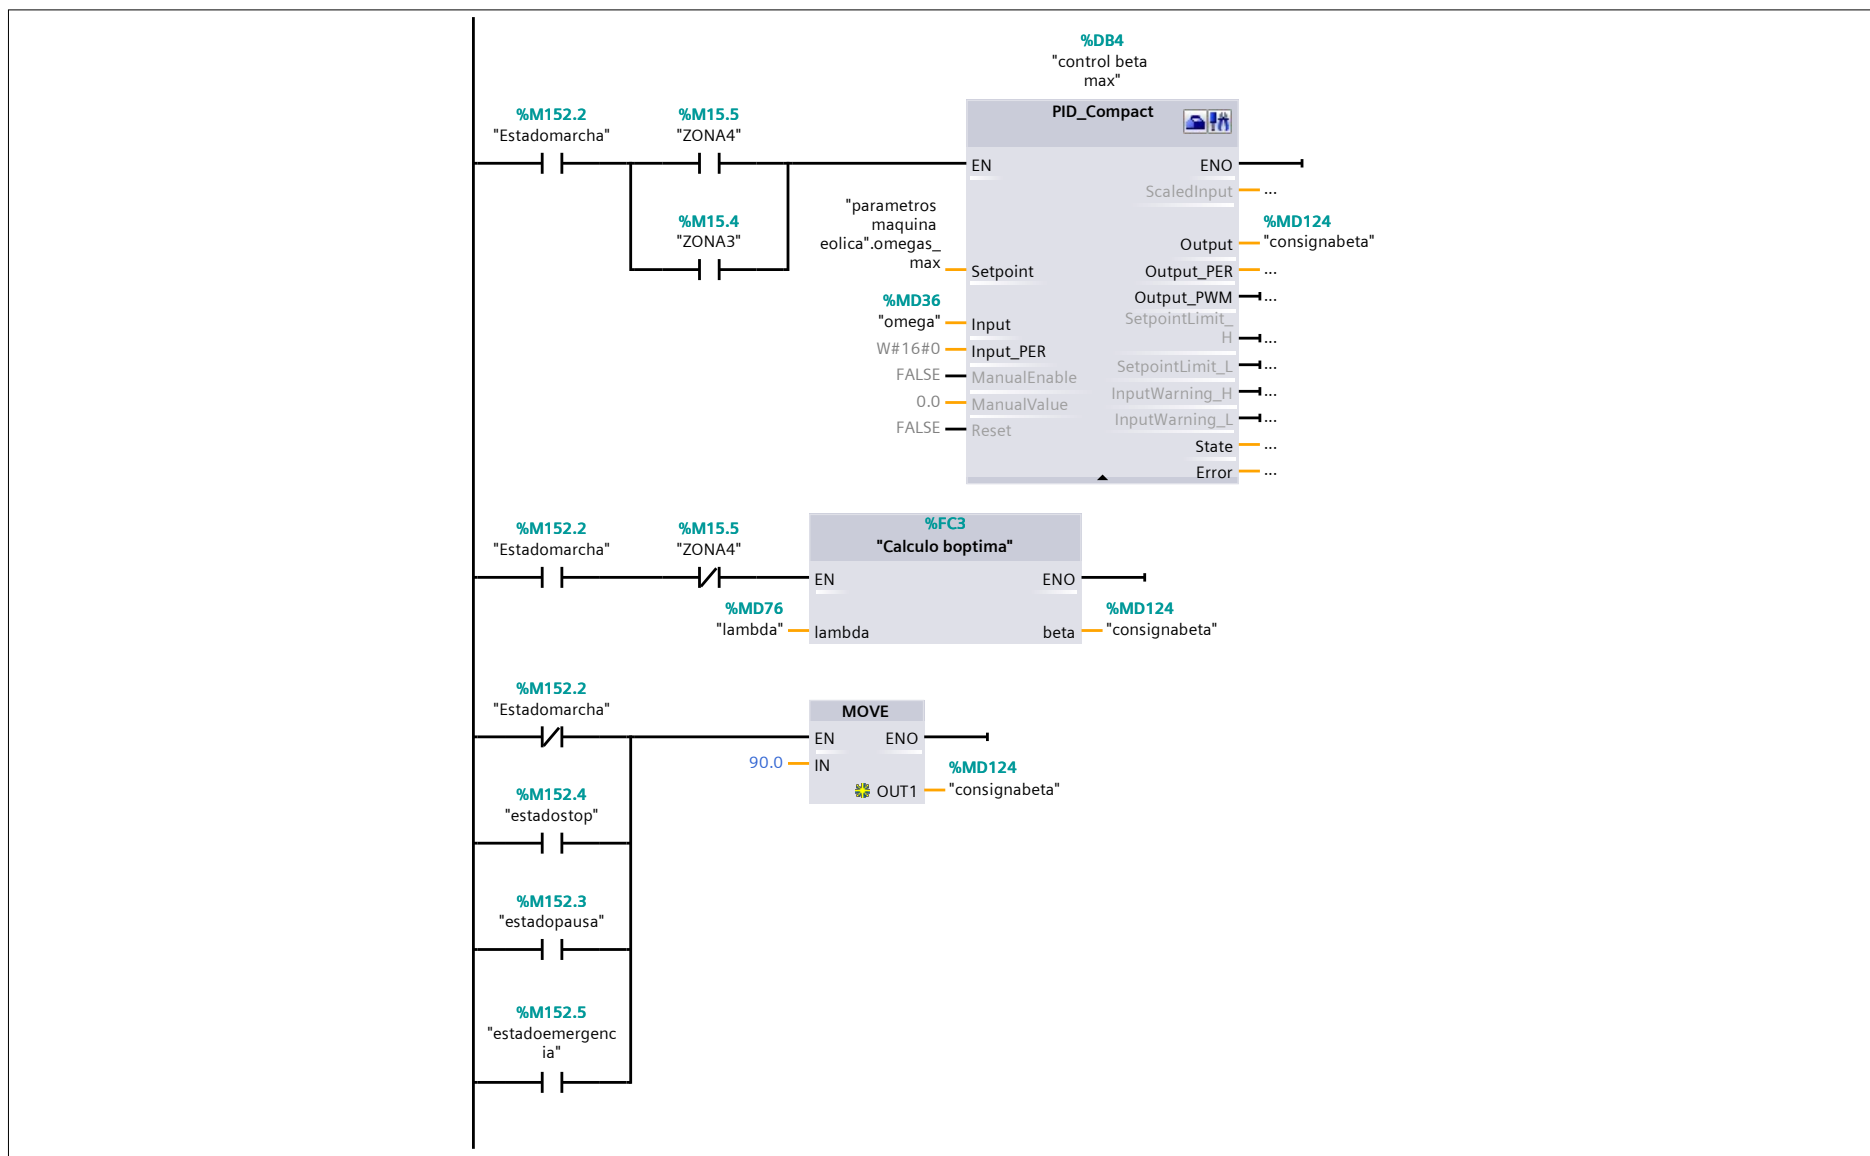 %DB4
"control beta
max"
%M152.2
"Estadomarcha"
%M15.5
"ZONA4"
PID_Compact
EN
ENO
ScaledInput
...
"parametros
maquina
eolica".omegas_
max
%M15.4
"ZONA3"
%MD124
"consignabeta"
Output
Setpoint
Output_PER
...
Output_PWM
...
%MD36
"omega"
Input
SetpointLimit_
H
...
W#16#0
Input_PER
SetpointLimit_L
...
FALSE
ManualEnable
InputWarning_H
...
0.0
ManualValue
InputWarning_L
...
FALSE
Reset
State
...
Error
...
%M152.2
"Estadomarcha"
%M15.5
"ZONA4"
%FC3
"Calculo boptima"
EN
ENO
%MD76
"lambda"
lambda
beta
%MD124
"consignabeta"
%M152.2
"Estadomarcha"
MOVE
EN
ENO
90.0
IN
OUT1
%MD124
"consignabeta"
%M152.4
"estadostop"
%M152.3
"estadopausa"
%M152.5
"estadoemergenc
ia"